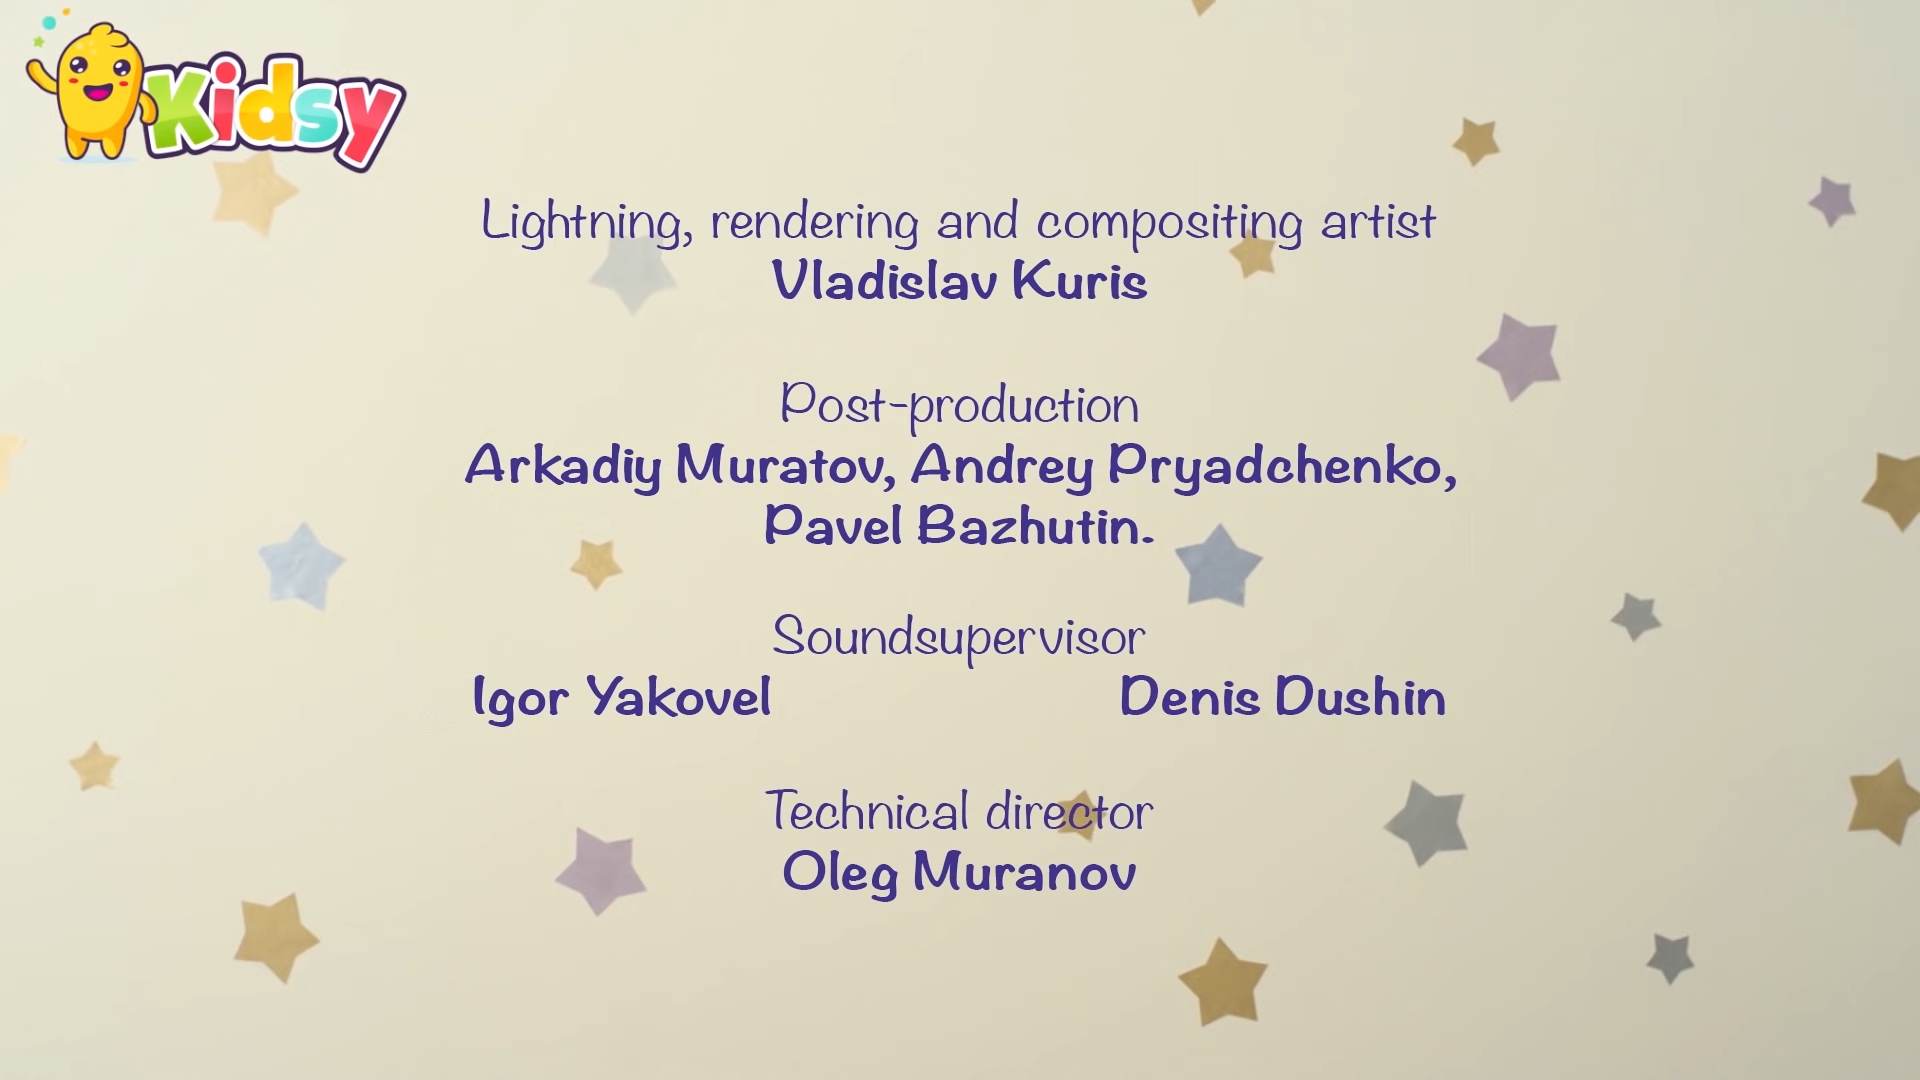 Kidsy
Lightning, rendering and compositing artist
Vladislav Kuris
Post-production
Arkadiy Muratov, Andrey Pryadchenko,
Pavel Bazhutin.
Soundsupervisor
Igor Yakovel Denis Dushin
Technical director
Oleg Muranov